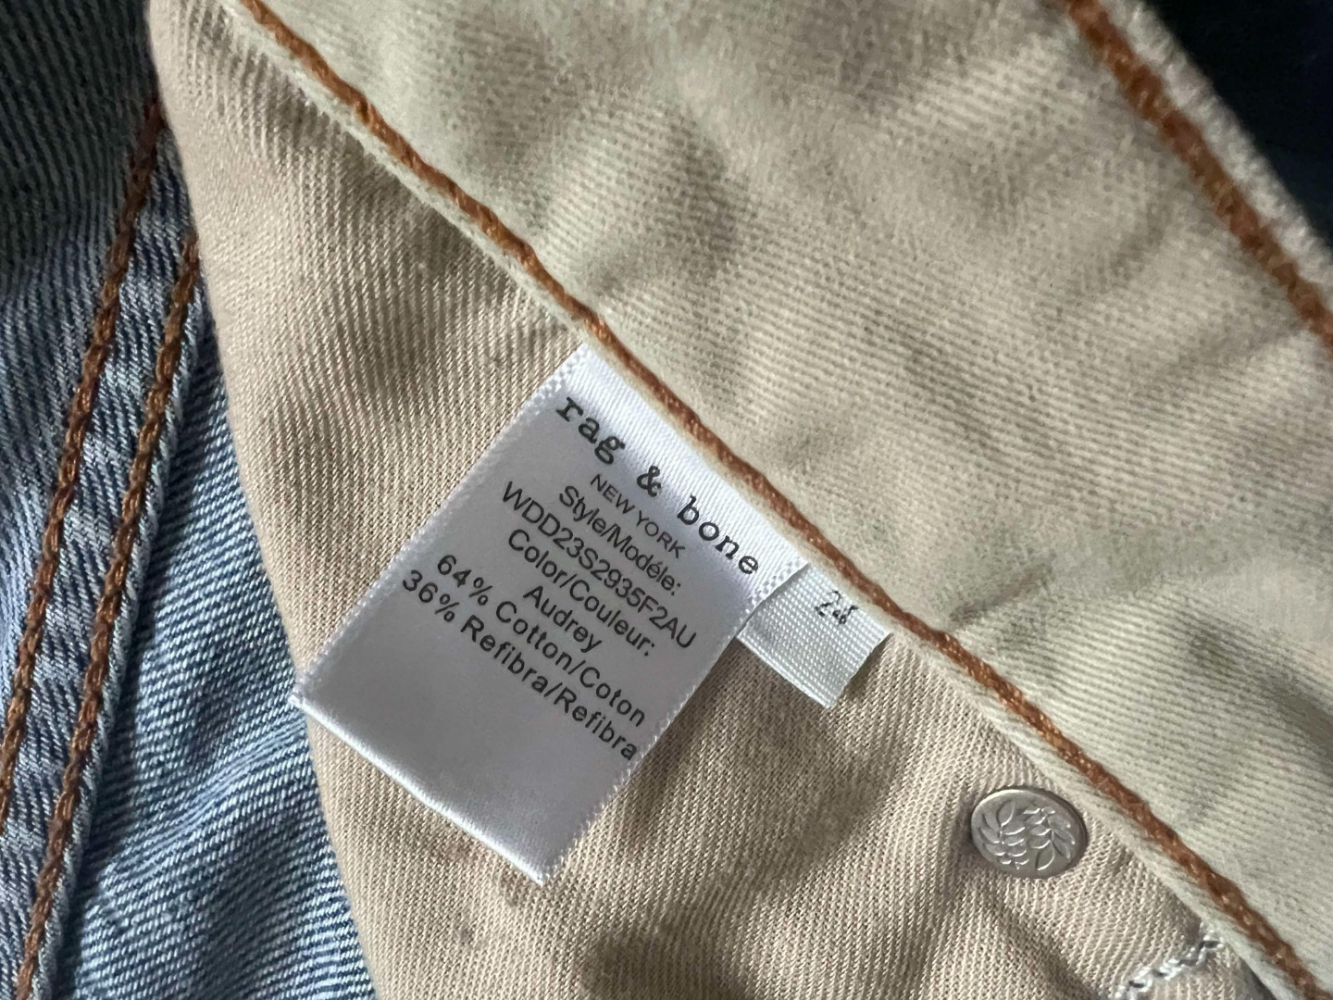 rag & bone
NEW YORK
Style/Modéle:
WDD23S2935F2AU
Color/Couleur:
Audrey
64% Cotton/Coton
36% Refibra/Refibra
24